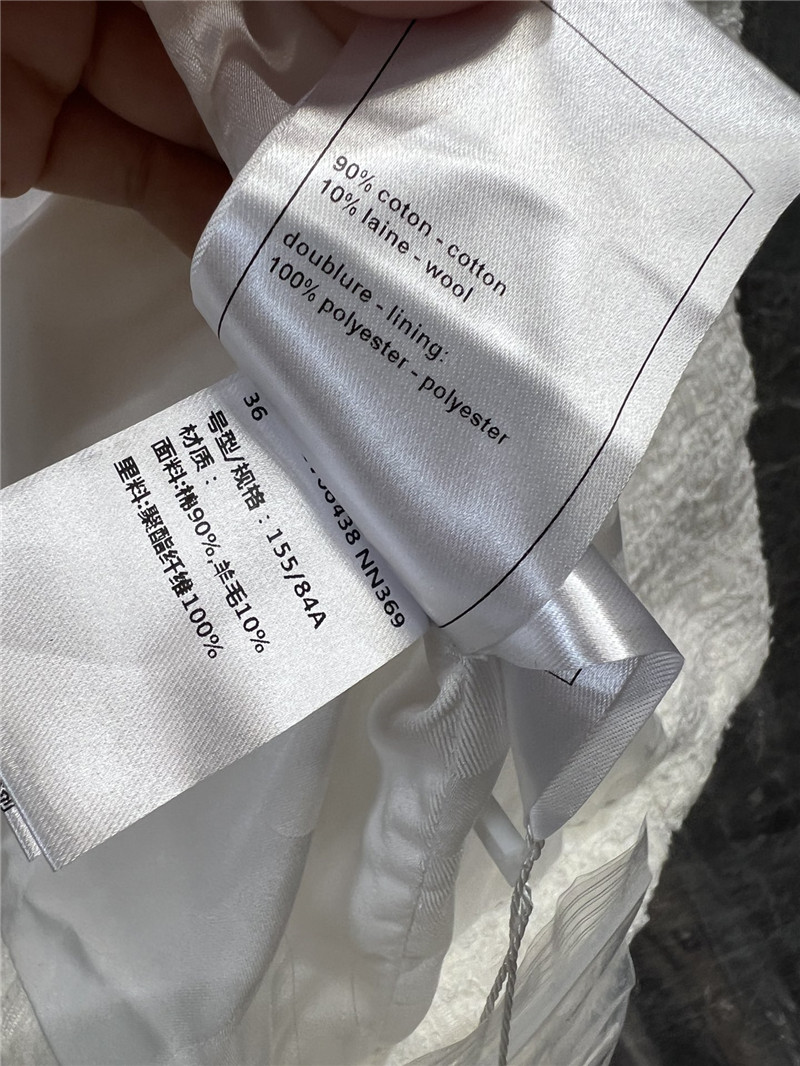 90% coton - cotton
10% laine - wool
doublure - lining:
100% polyester - polyester
36
06438 NN369
号型/规格：155/84A
材质：
面料:棉90%,羊毛10%
里料:聚酯纤维100%